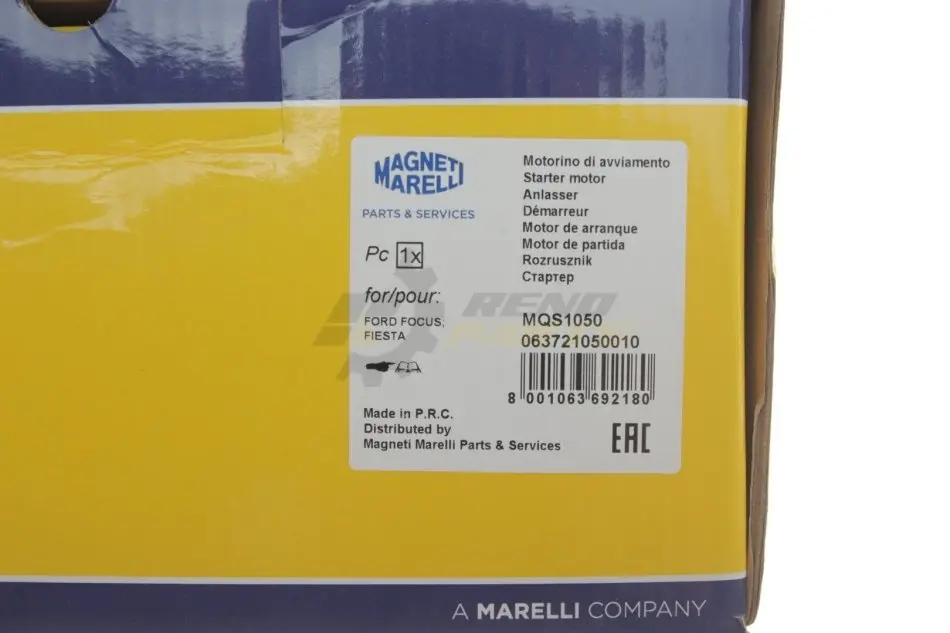 MAGNETI
MARELLI
PARTS & SERVICES
Pc 1x
for/pour:
FORD FOCUS;
FIESTA
Motorino di avviamento
Starter motor
Anlasser
Démarreur
Motor de arranque
Motor de partida
Rozrusznik
Стартер
RENO
MQS1050
063721050010
8 001063 692180
Made in P.R.C.
Distributed by
Magneti Marelli Parts & Services
EAC
A MARELLI COMPANY